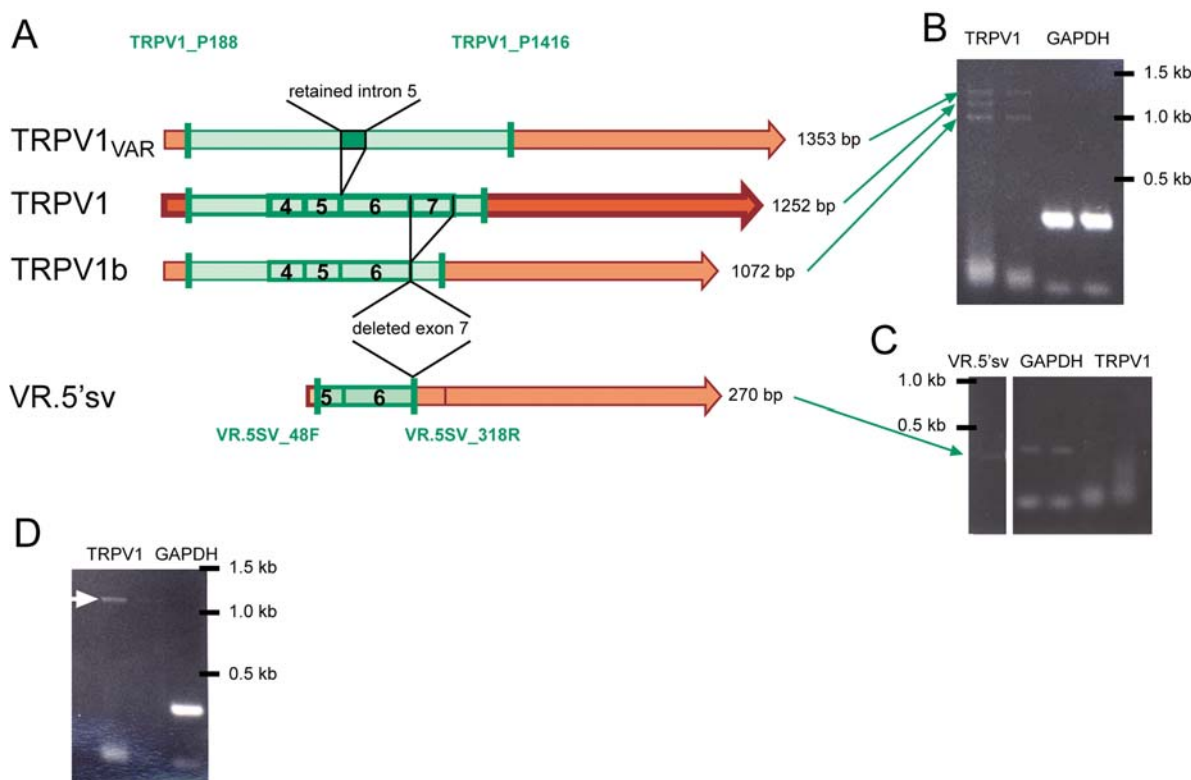 A
TRPV1_P188
TRPV1_P1416
retained intron 5
TRPV1VAR
1353 bp
TRPV1
4 5 6 7
1252 bp
TRPV1b
4 5 6
1072 bp
deleted exon 7
VR.5'sv
5 6
270 bp
VR.5SV_48F
VR.5SV_318R
B
TRPV1 GAPDH
1.5 kb
1.0 kb
0.5 kb
C
VR.5'sv GAPDH TRPV1
1.0 kb
0.5 kb
D
TRPV1 GAPDH
1.5 kb
1.0 kb
0.5 kb